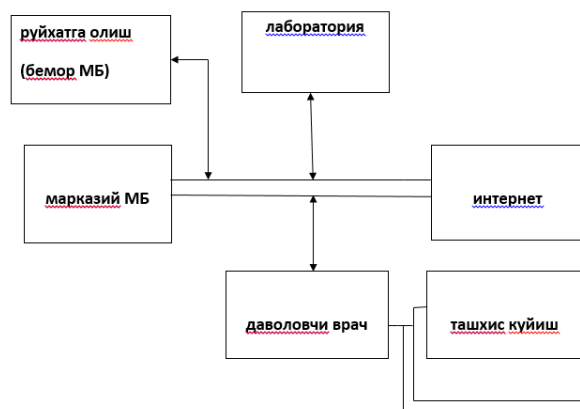 руйхатга олиш
(бемор МБ)
лаборатория
марказий МБ
интернет
даволовчи врач
ташхис куйиш